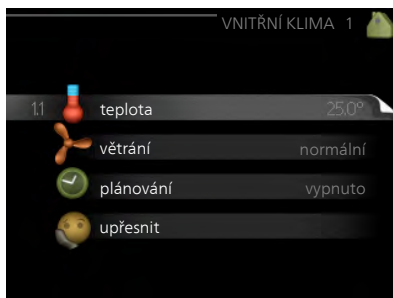 VNITŘNÍ KLIMA 1
1.1 teplota 25.0°
větrání normální
plánování vypnuto
upřesnit